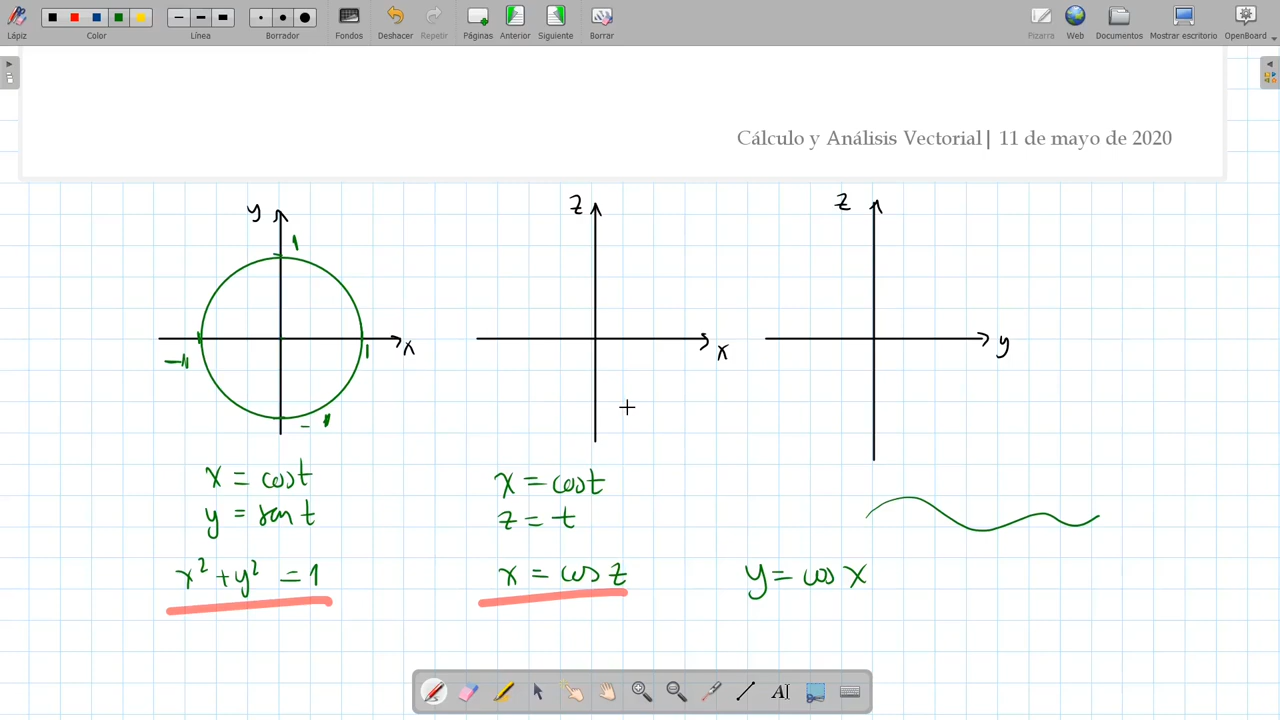 Lápiz Color Línea Borrador Fondos Deshacer Repetir Páginas Anterior Siguiente Borrar Pizarra Web Documentos Mostrar escritorio OpenBoard
Cálculo y Análisis Vectorial| 11 de mayo de 2020
y
1
-1
1
x
-1
z
x
z
y
x = cos t
y = sen t
x² + y² = 1
x = cos t
z = t
x = cos z
y = cos x